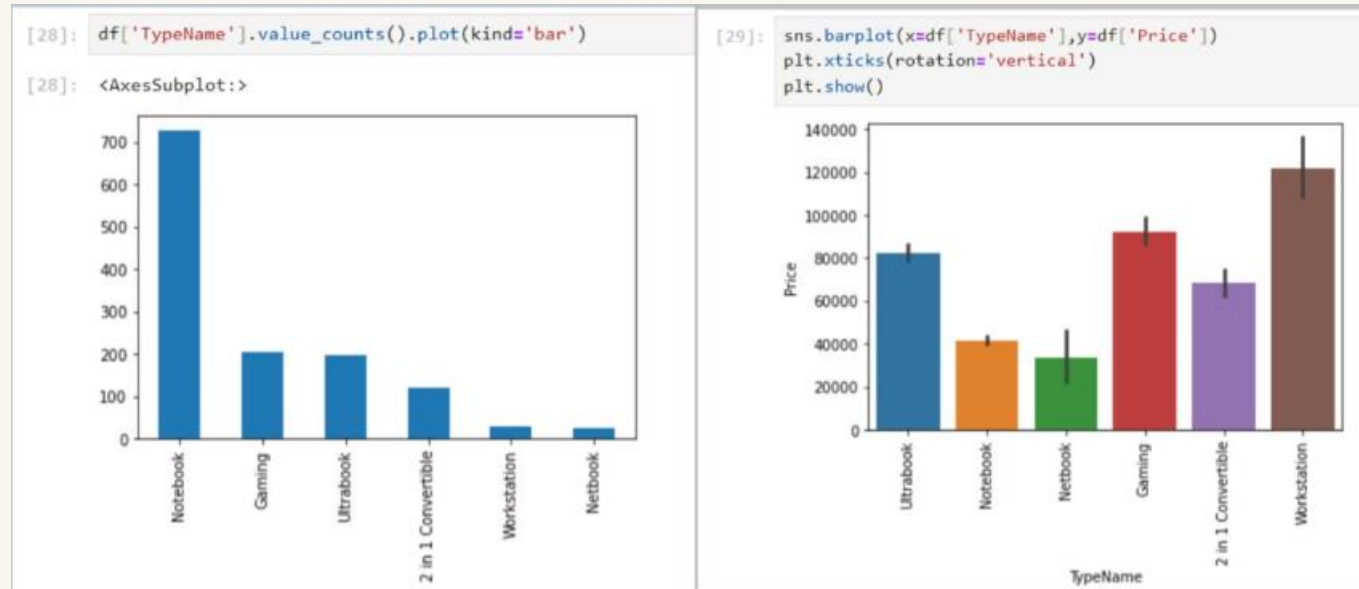 [28]: df['TypeName'].value_counts().plot(kind='bar')
[28]: <AxesSubplot:>
700
600
500
400
300
200
100
0
Notebook
Gaming
Ultrabook
2 in 1 Convertible
Workstation
Netbook
[29]: sns.barplot(x=df['TypeName'],y=df['Price'])
plt.xticks(rotation='vertical')
plt.show()
140000
120000
100000
80000
60000
40000
20000
0
Price
Ultrabook
Notebook
Netbook
Gaming
2 in 1 Convertible
Workstation
TypeName